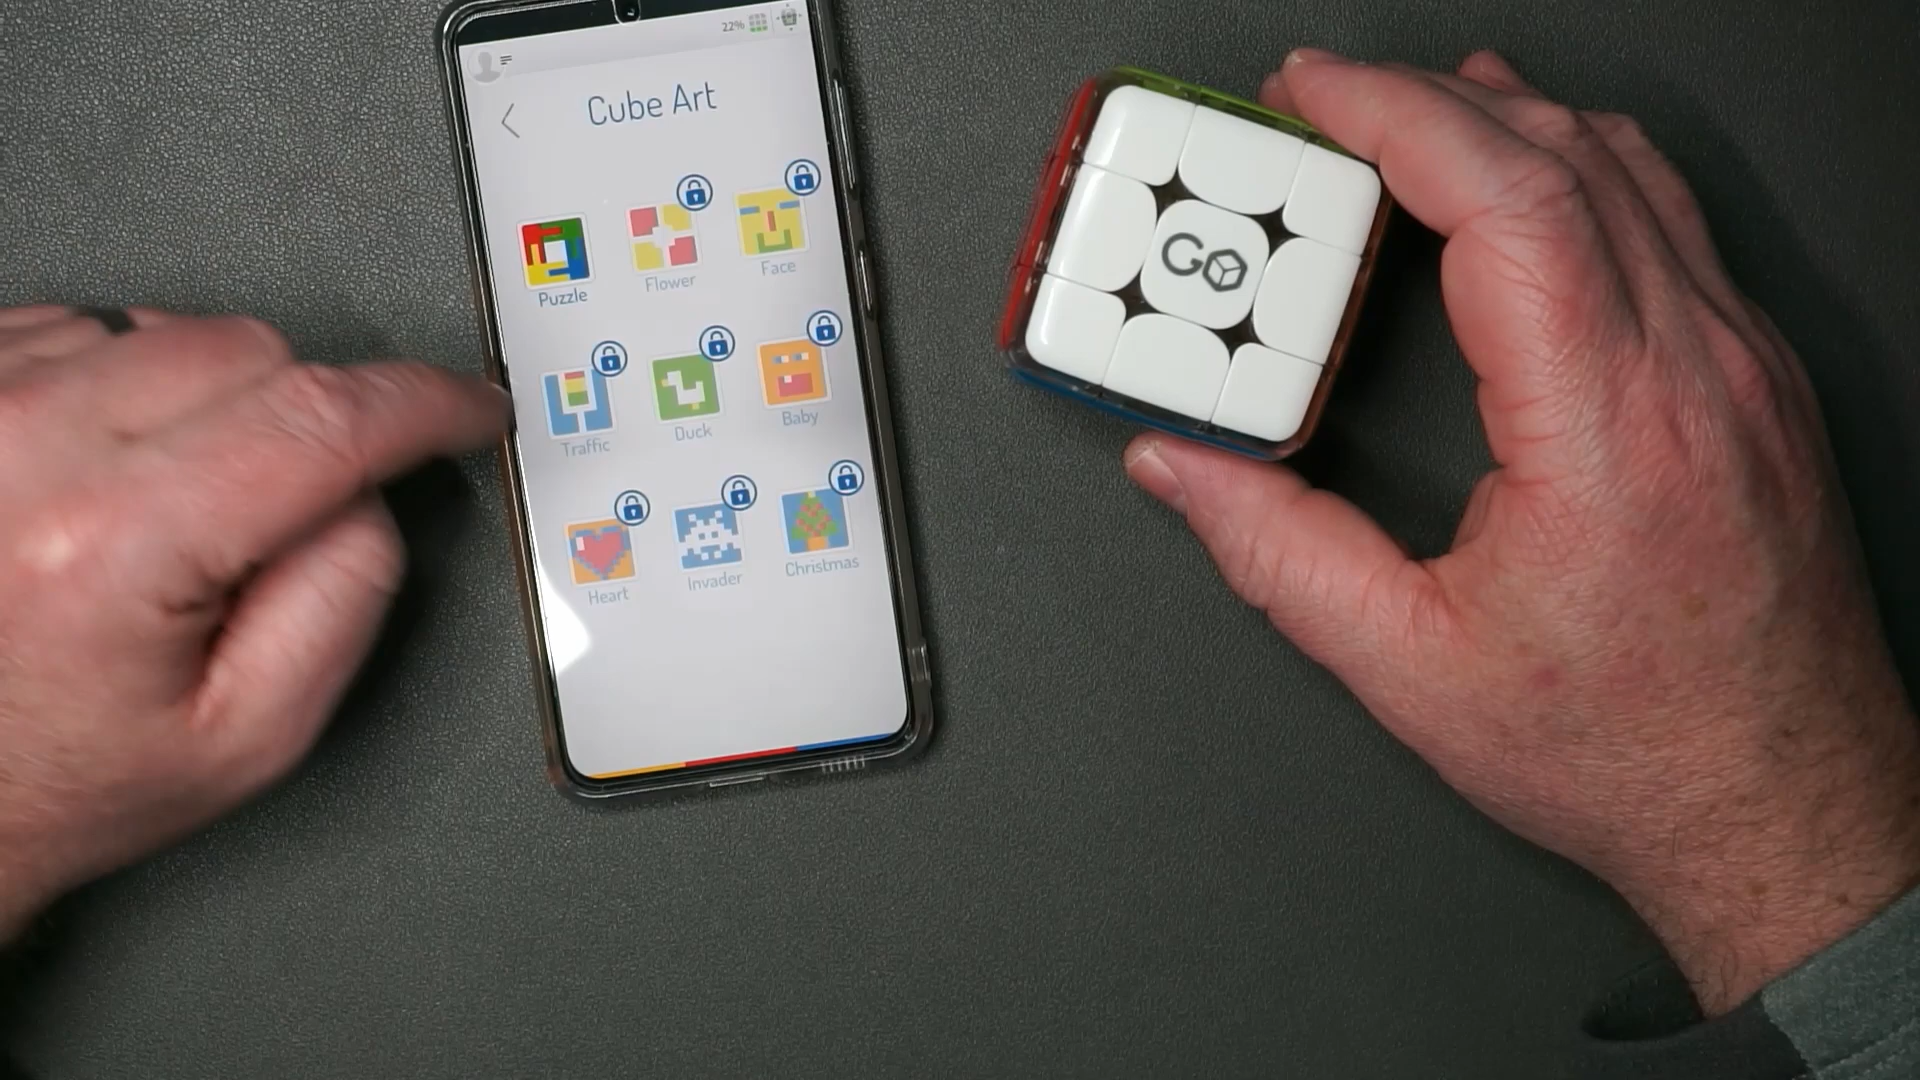 22%
Cube Art
Puzzle
Flower
Face
Traffic
Duck
Baby
Heart
Invader
Christmas
GO